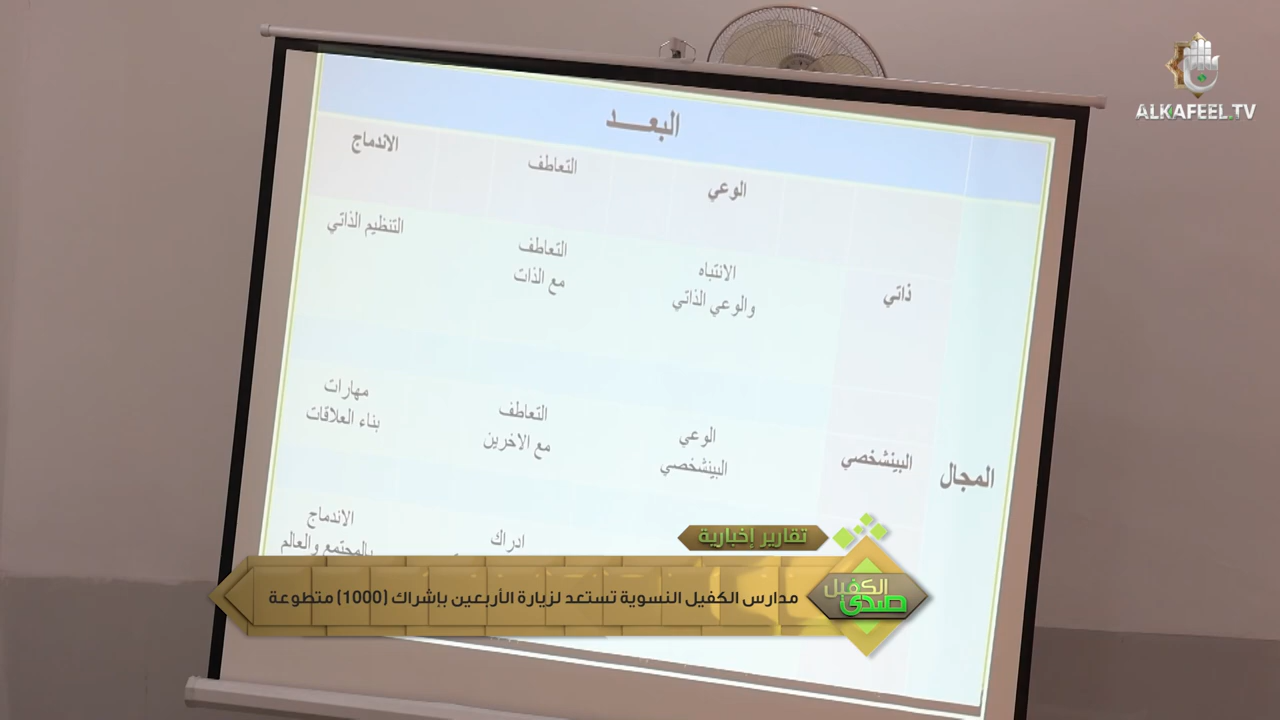 ALKAFEEL.TV
البعـــد
الوعي
التعاطف
الاندماج
المجال
ذاتي
الانتباه
والوعي الذاتي
التعاطف
مع الذات
التنظيم الذاتي
البينشخصي
الوعي
البينشخصي
التعاطف
مع الاخرين
مهارات
بناء العلاقات
ادراك
الاندماج
بالمجتمع والعالم
تقارير إخبارية
صدى الكفيل
مدارس الكفيل النسوية تستعد لزيارة الأربعين بإشراك (1000) متطوعة